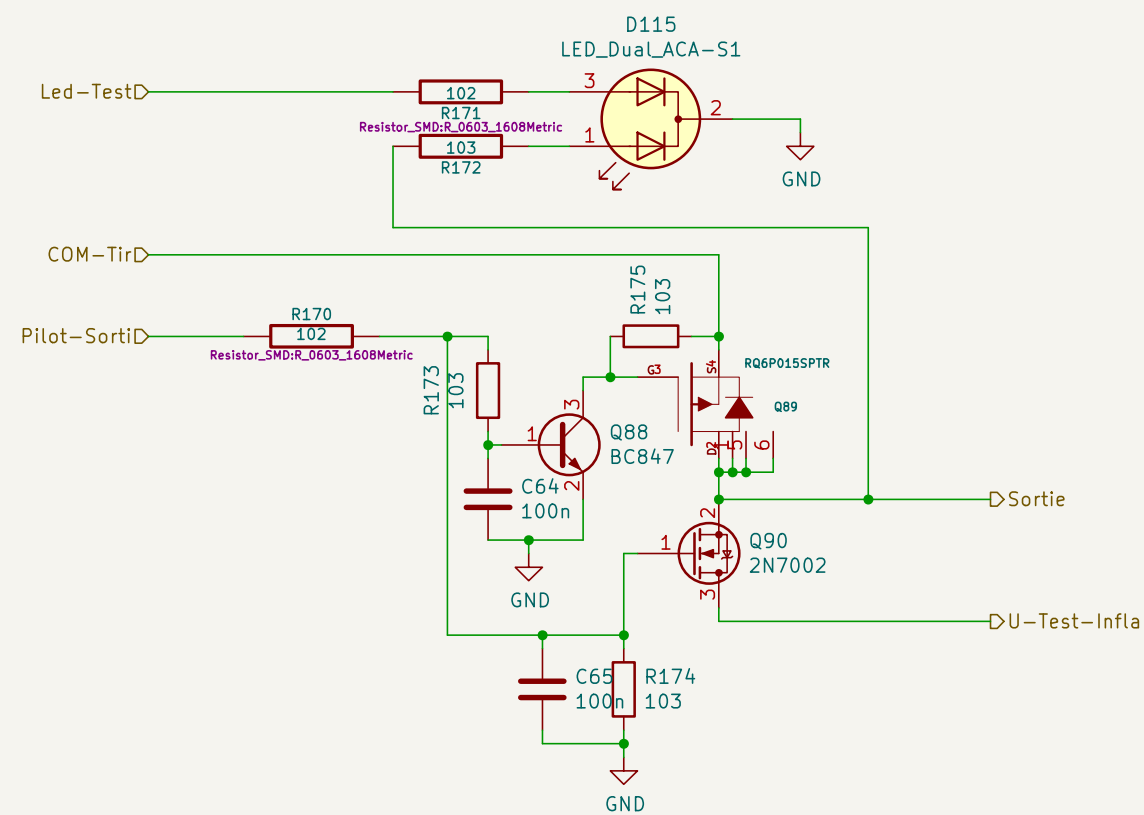 D115
LED_Dual_ACA-S1
Led-Test
102
R171
Resistor_SMD:R_0603_1608Metric
103
R172
3
1
2
GND
COM-Tir
R175
103
Pilot-Sorti
R170
102
Resistor_SMD:R_0603_1608Metric
R173
103
G3
S4
RQ6P015SPTR
Q89
D2
1
5
6
3
1
2
Q88
BC847
C64
100n
GND
Sortie
2
1
3
Q90
2N7002
U-Test-Infla
C65
100n
R174
103
GND